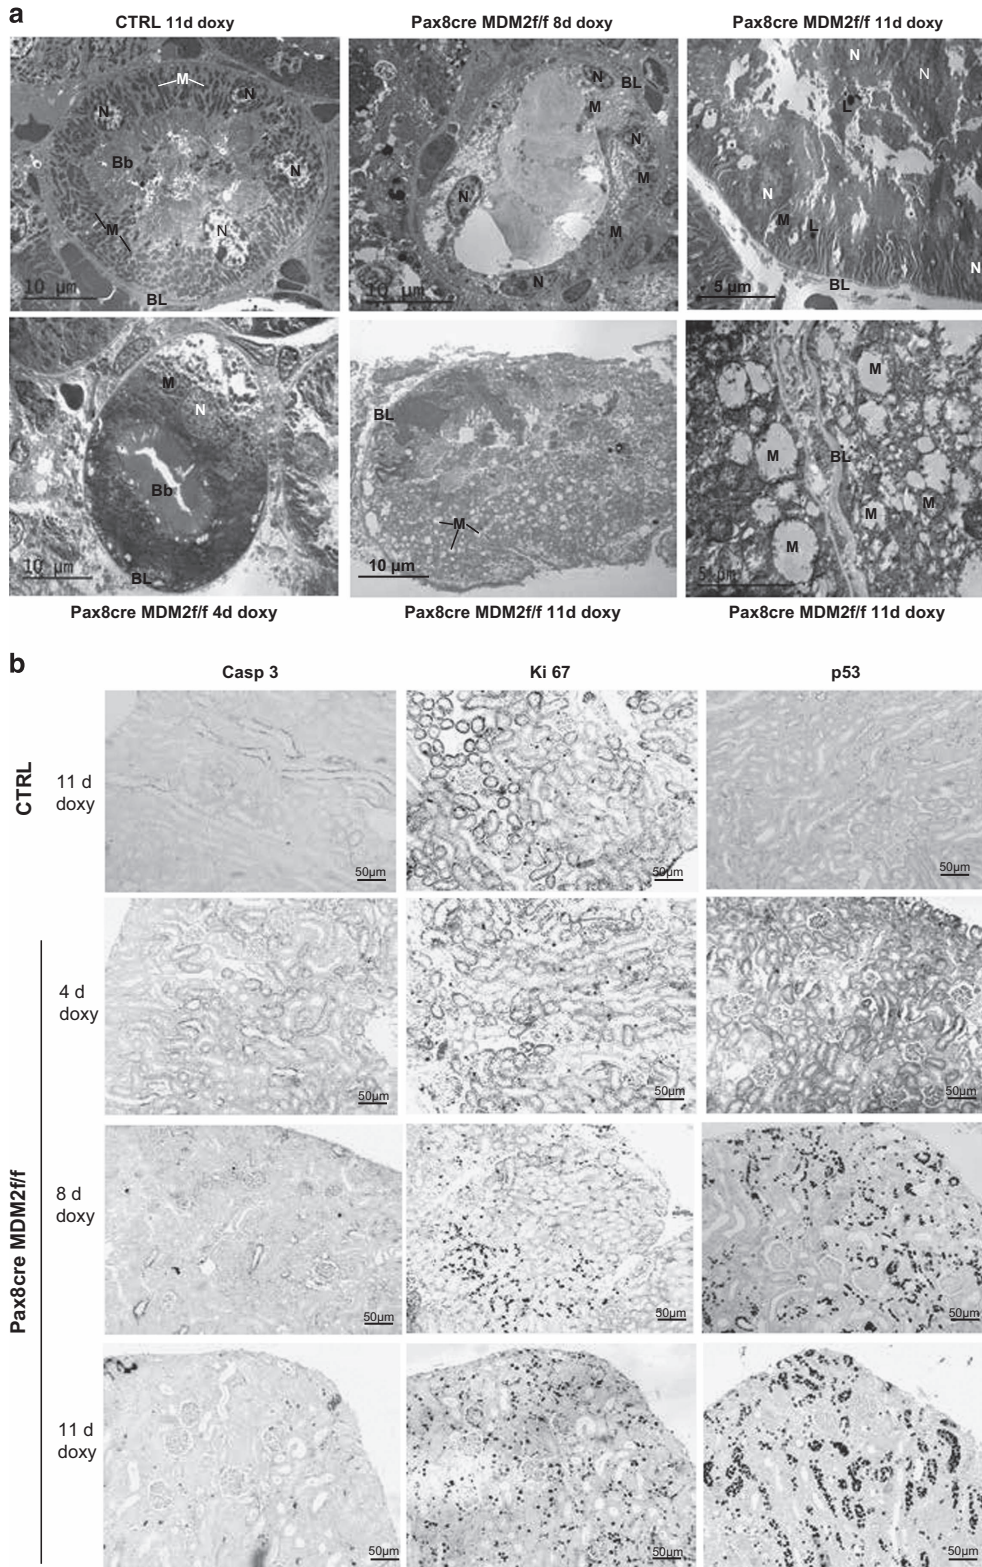 a
CTRL 11d doxy
Pax8cre MDM2f/f 8d doxy
Pax8cre MDM2f/f 11d doxy
M
N
N
Bb
N
M
N
10 µm
BL
N
BL
M
N
M
N
M
N
10 µm
N
N
L
N
M
L
N
5 µm
BL
M
N
Bb
10 µm
BL
BL
M
10 µm
M
M
BL
M
M
M
5 µm
Pax8cre MDM2f/f 4d doxy
Pax8cre MDM2f/f 11d doxy
Pax8cre MDM2f/f 11d doxy
b
Casp 3
Ki 67
p53
CTRL
11 d
doxy
50µm
50µm
50µm
Pax8cre MDM2f/f
4 d
doxy
50µm
50µm
50µm
8 d
doxy
50µm
50µm
50µm
11 d
doxy
50µm
50µm
50µm